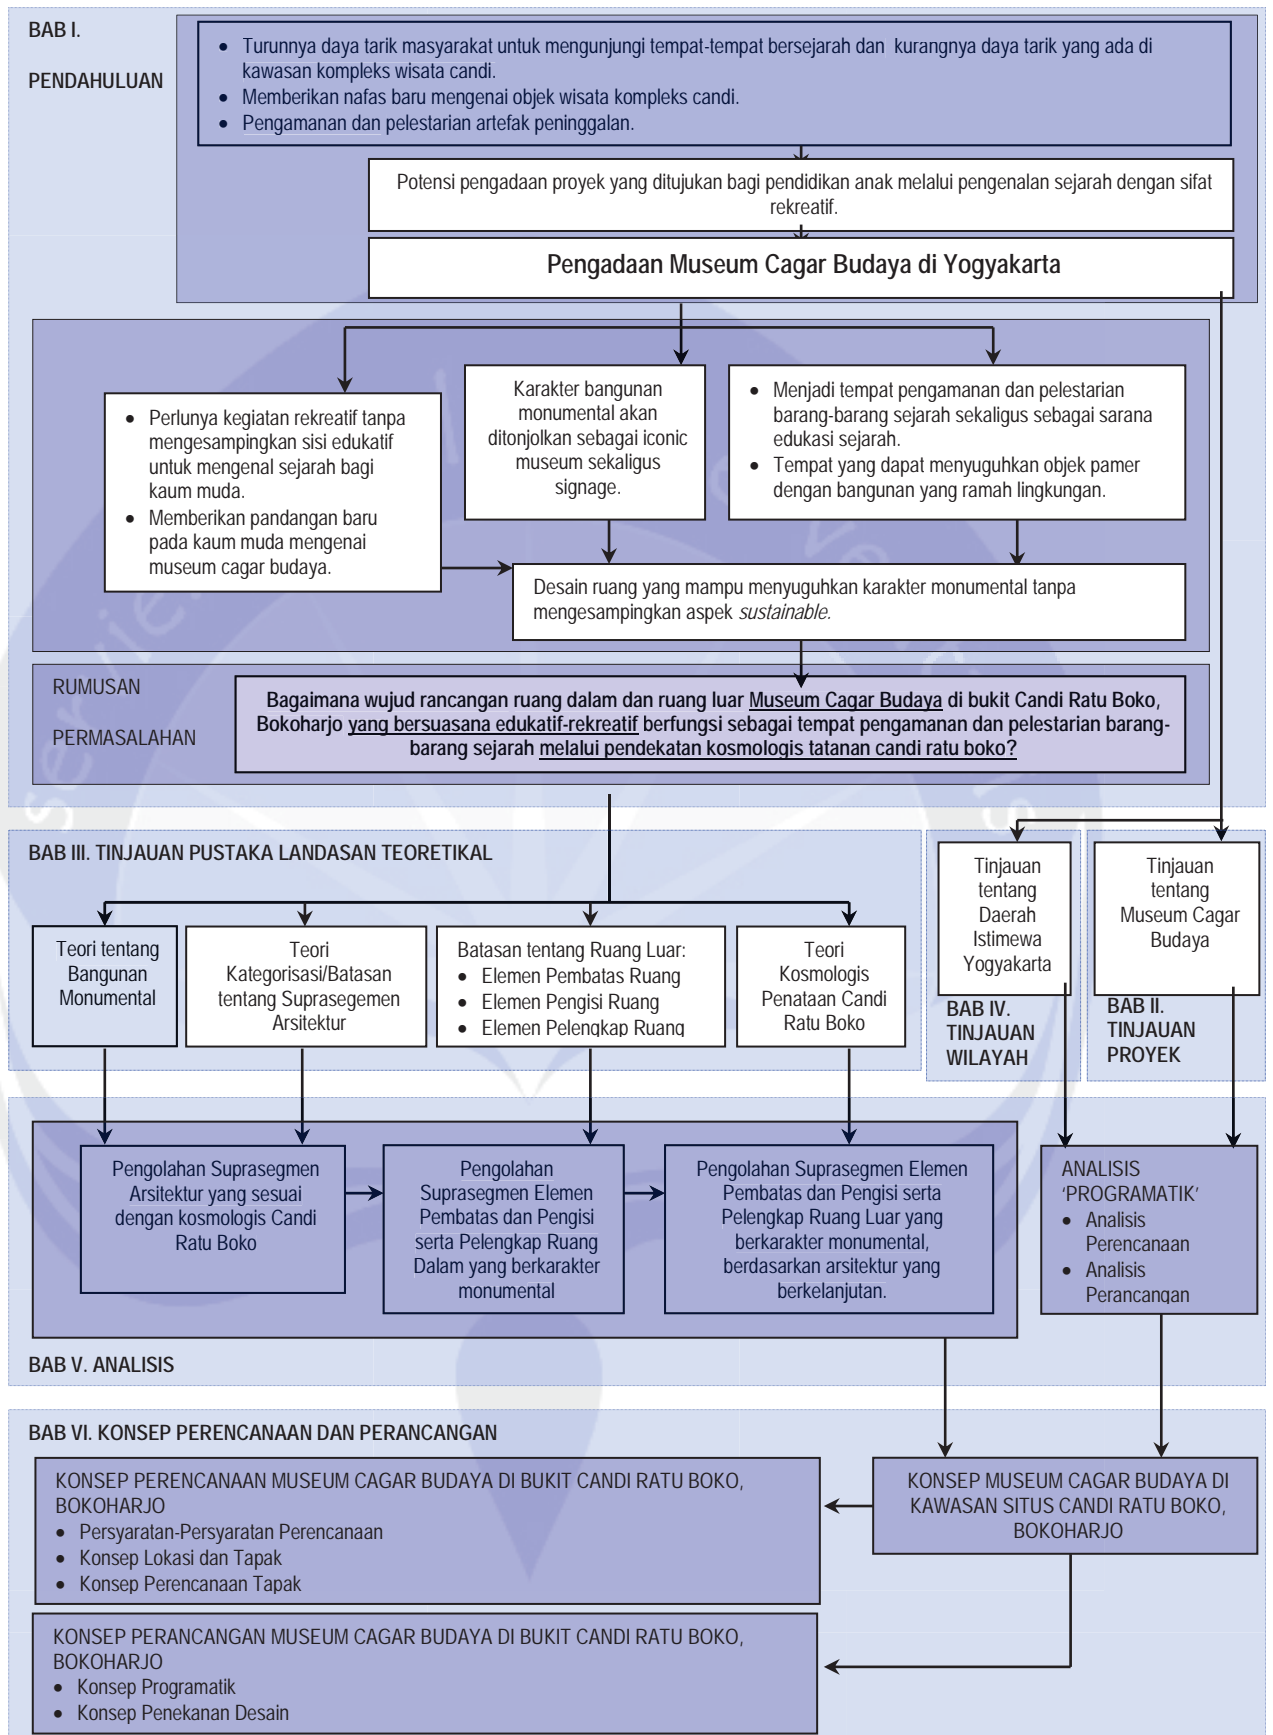 BAB I.
PENDAHULUAN
• Turunnya daya tarik masyarakat untuk mengunjungi tempat-tempat bersejarah dan kurangnya daya tarik yang ada di
kawasan kompleks wisata candi.
• Memberikan nafas baru mengenai objek wisata kompleks candi.
• Pengamanan dan pelestarian artefak peninggalan.
Potensi pengadaan proyek yang ditujukan bagi pendidikan anak melalui pengenalan sejarah dengan sifat
rekreatif.
Pengadaan Museum Cagar Budaya di Yogyakarta
• Perlunya kegiatan rekreatif tanpa
mengesampingkan sisi edukatif
untuk mengenal sejarah bagi
kaum muda.
• Memberikan pandangan baru
pada kaum muda mengenai
museum cagar budaya.
Karakter bangunan
monumental akan
ditonjolkan sebagai iconic
museum sekaligus
signage.
• Menjadi tempat pengamanan dan pelestarian
barang-barang sejarah sekaligus sebagai sarana
edukasi sejarah.
• Tempat yang dapat menyuguhkan objek pamer
dengan bangunan yang ramah lingkungan.
Desain ruang yang mampu menyuguhkan karakter monumental tanpa
mengesampingkan aspek sustainable.
RUMUSAN
PERMASALAHAN
Bagaimana wujud rancangan ruang dalam dan ruang luar Museum Cagar Budaya di bukit Candi Ratu Boko,
Bokoharjo yang bersuasana edukatif-rekreatif berfungsi sebagai tempat pengamanan dan pelestarian barang-
barang sejarah melalui pendekatan kosmologis tatanan candi ratu boko?
BAB III. TINJAUAN PUSTAKA LANDASAN TEORETIKAL
Teori tentang
Bangunan
Monumental
Teori
Kategorisasi/Batasan
tentang Suprasegemen
Arsitektur
Batasan tentang Ruang Luar:
• Elemen Pembatas Ruang
• Elemen Pengisi Ruang
• Elemen Pelengkap Ruang
Teori
Kosmologis
Penataan Candi
Ratu Boko
Tinjauan
tentang
Daerah
Istimewa
Yogyakarta
BAB IV.
TINJAUAN
WILAYAH
Tinjauan
tentang
Museum Cagar
Budaya
BAB II.
TINJAUAN
PROYEK
Pengolahan Suprasegmen
Arsitektur yang sesuai
dengan kosmologis Candi
Ratu Boko
Pengolahan
Suprasegmen Elemen
Pembatas dan Pengisi
serta Pelengkap Ruang
Dalam yang berkarakter
monumental
Pengolahan Suprasegmen Elemen
Pembatas dan Pengisi serta
Pelengkap Ruang Luar yang
berkarakter monumental,
berdasarkan arsitektur yang
berkelanjutan.
ANALISIS
‘PROGRAMATIK’
• Analisis
Perencanaan
• Analisis
Perancangan
BAB V. ANALISIS
BAB VI. KONSEP PERENCANAAN DAN PERANCANGAN
KONSEP PERENCANAAN MUSEUM CAGAR BUDAYA DI BUKIT CANDI RATU BOKO,
BOKOHARJO
• Persyaratan-Persyaratan Perencanaan
• Konsep Lokasi dan Tapak
• Konsep Perencanaan Tapak
KONSEP MUSEUM CAGAR BUDAYA DI
KAWASAN SITUS CANDI RATU BOKO,
BOKOHARJO
KONSEP PERANCANGAN MUSEUM CAGAR BUDAYA DI BUKIT CANDI RATU BOKO,
BOKOHARJO
• Konsep Programatik
• Konsep Penekanan Desain